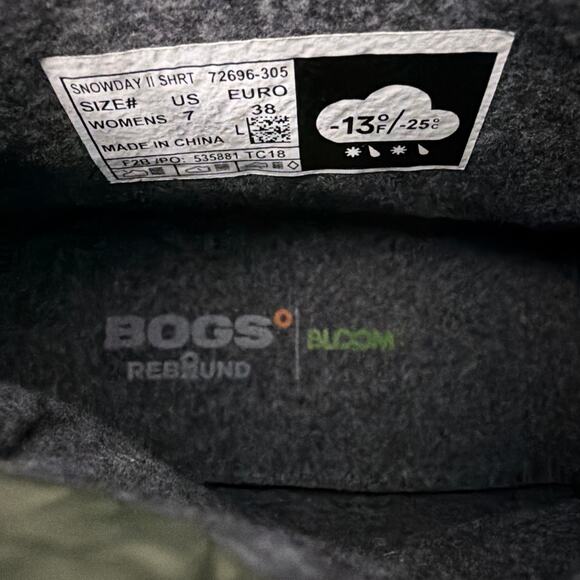 SNOWDAY II SHRT 72696-305
SIZE# US EURO
WOMENS 7 38
L
MADE IN CHINA
F2B /PO: 535881 TC18
-13°F/-25°C
BOGS°
REBOUND
BLOOM